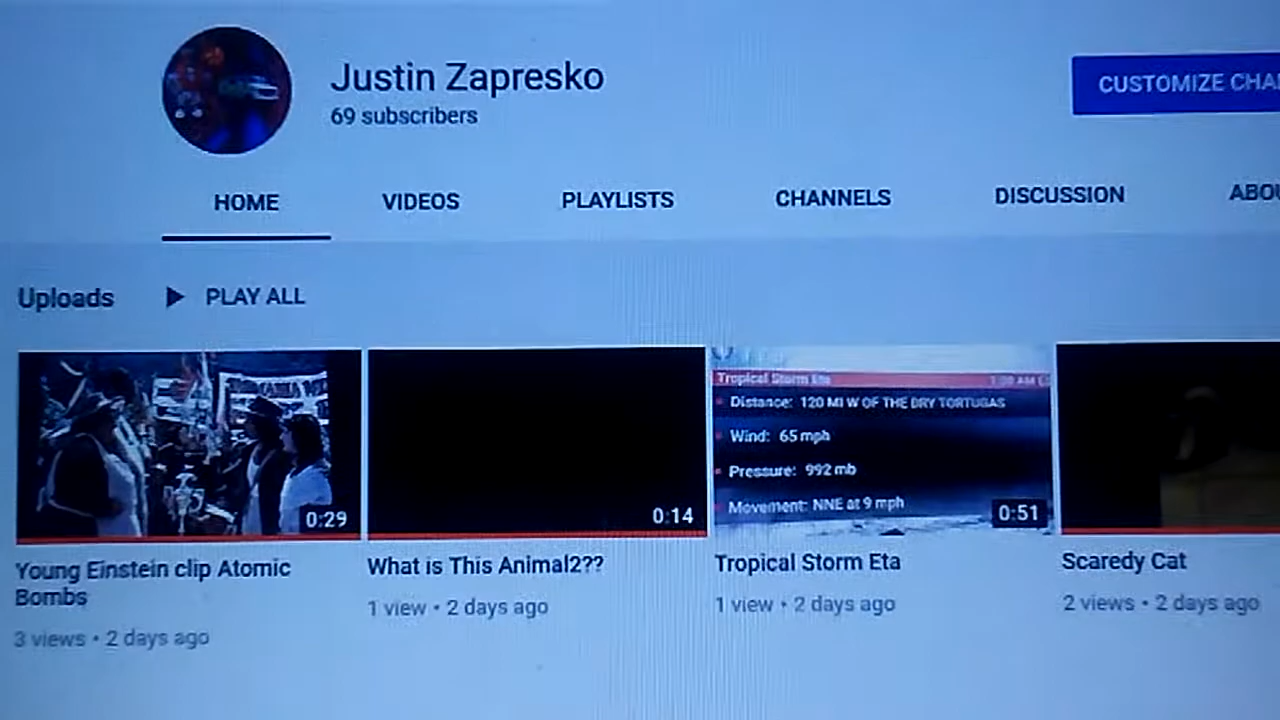 Justin Zapresko
69 subscribers
CUSTOMIZE
HOME VIDEOS PLAYLISTS CHANNELS DISCUSSION
Uploads PLAY ALL
0:29
0:14
Tropical Storm Eta
Distance: 120 MI W OF THE DRY TORTUGAS
Wind: 65 mph
Pressure: 992 mb
Movement: NNE at 9 mph
0:51
Young Einstein clip Atomic
Bombs
3 views • 2 days ago
What is This Animal2??
1 view • 2 days ago
Tropical Storm Eta
1 view • 2 days ago
Scaredy Cat
2 views • 2 days ago